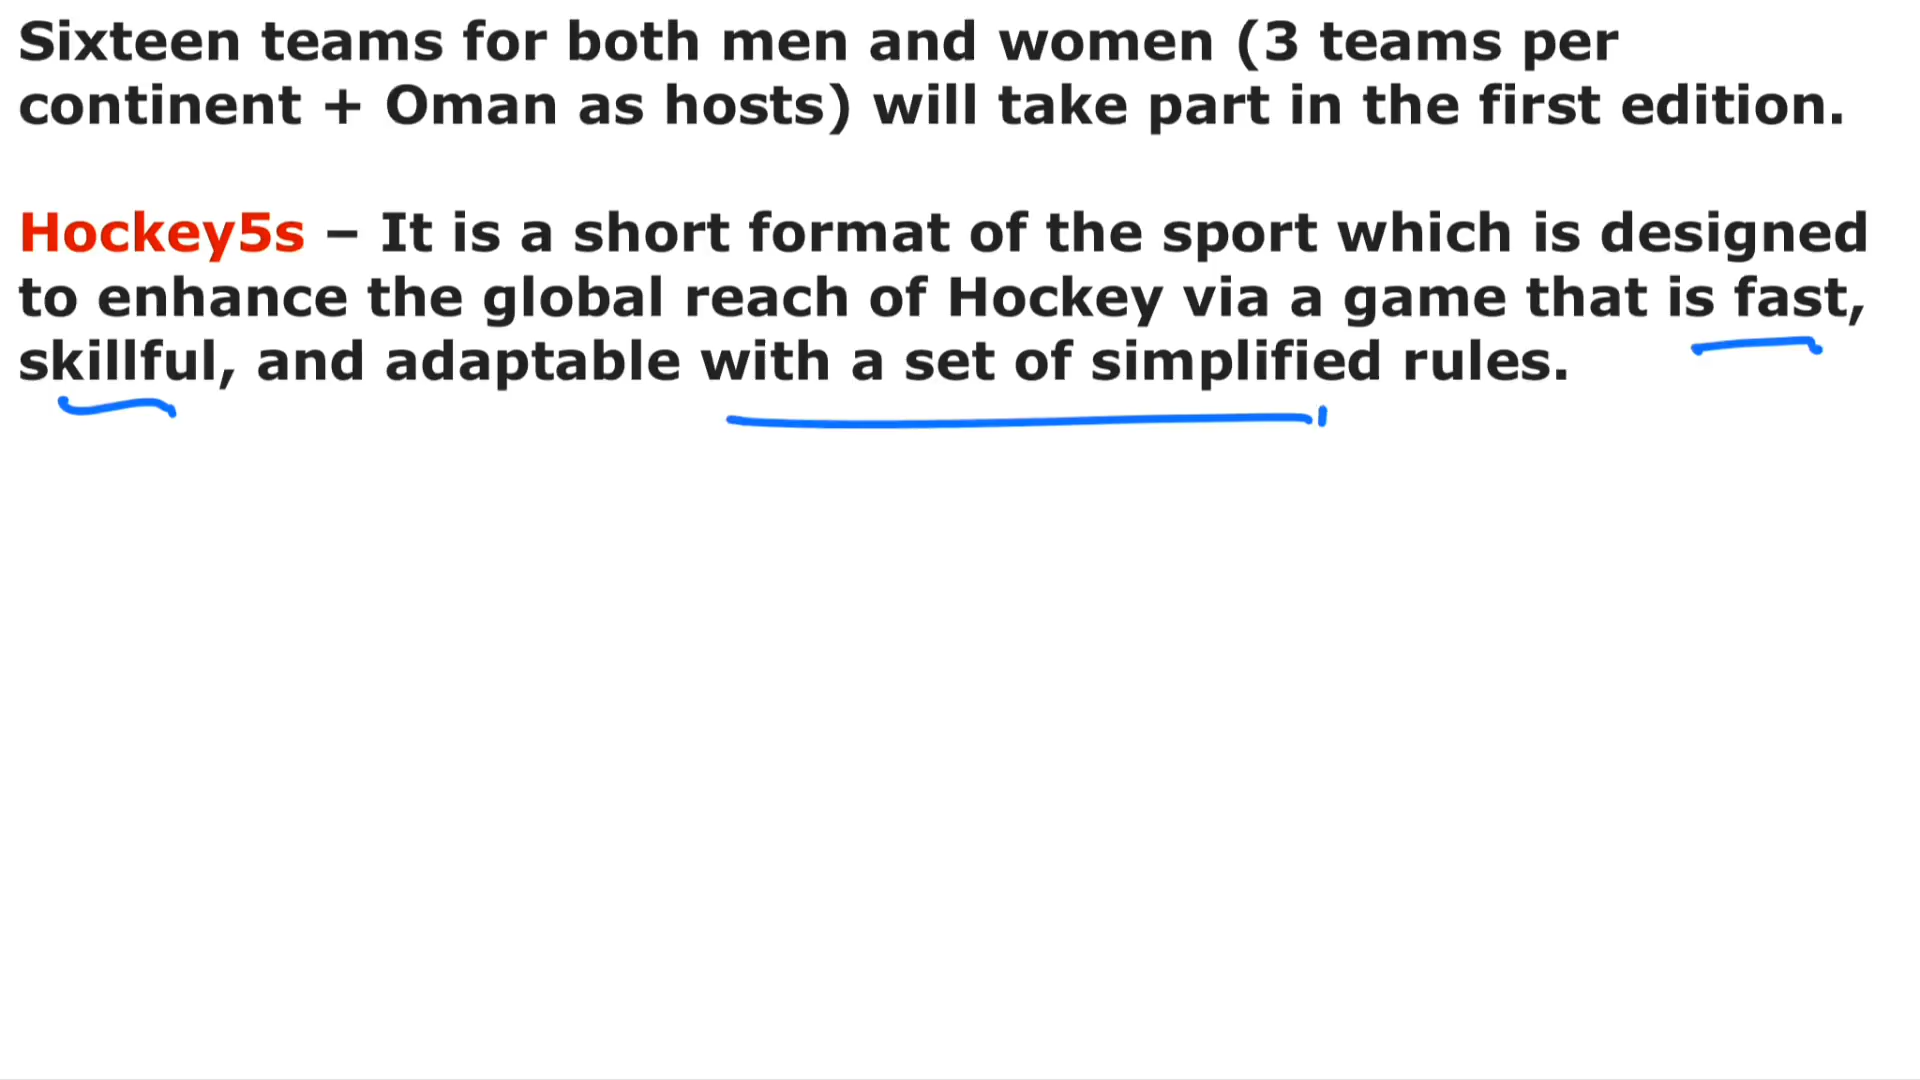 Sixteen teams for both men and women (3 teams per
continent + Oman as hosts) will take part in the first edition.
Hockey5s – It is a short format of the sport which is designed
to enhance the global reach of Hockey via a game that is fast,
skillful, and adaptable with a set of simplified rules.